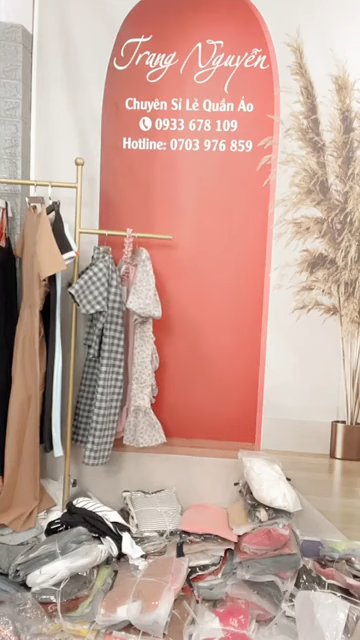 Trang Nguyễn
Chuyên Sỉ Lẻ Quần Áo
0933 678 109
Hotline: 0703 976 859